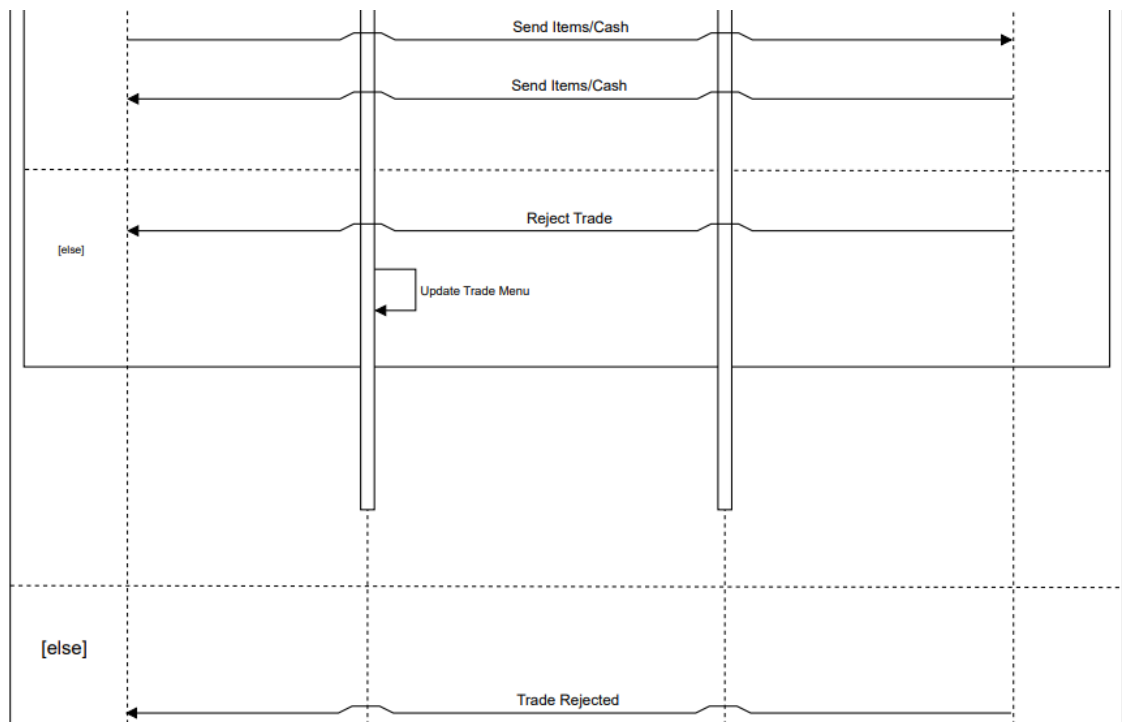 Send Items/Cash
Send Items/Cash
Reject Trade
[else]
Update Trade Menu
[else]
Trade Rejected